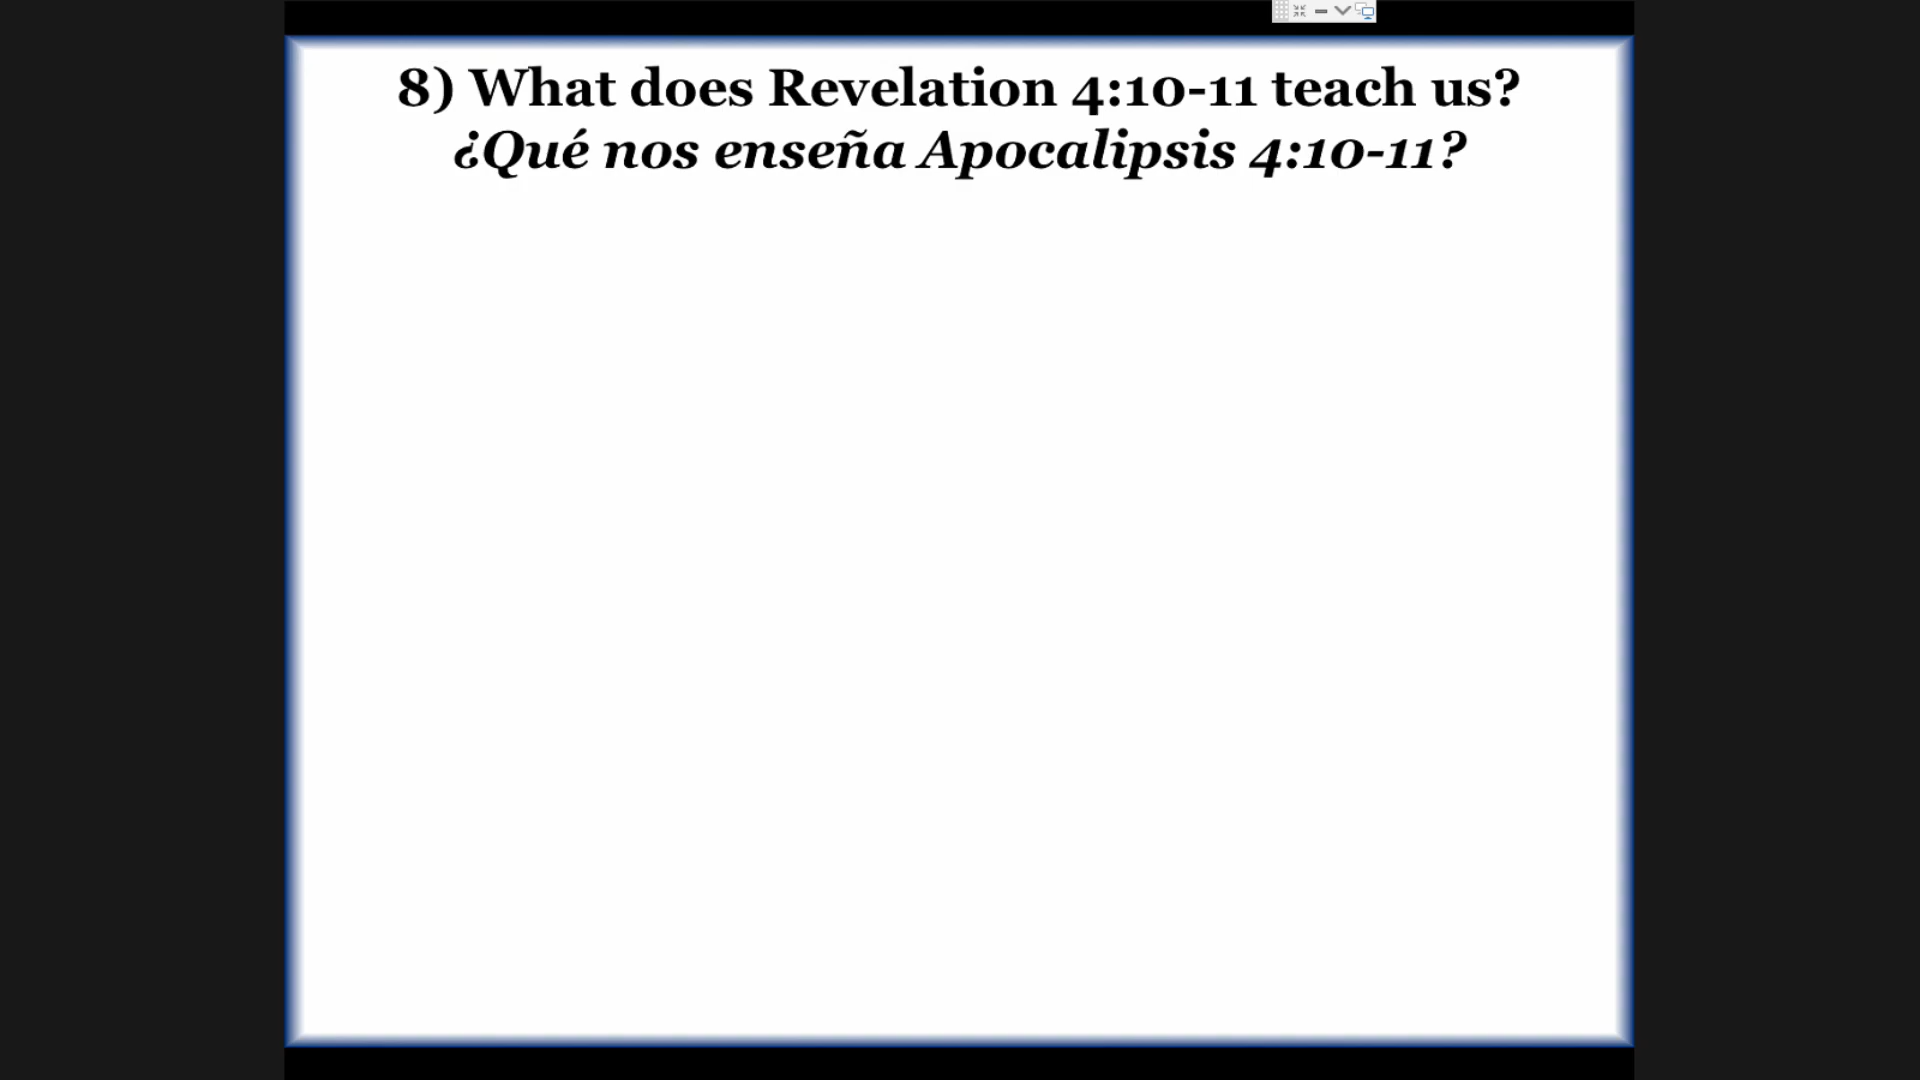 8) What does Revelation 4:10-11 teach us?
¿Qué nos enseña Apocalipsis 4:10-11?